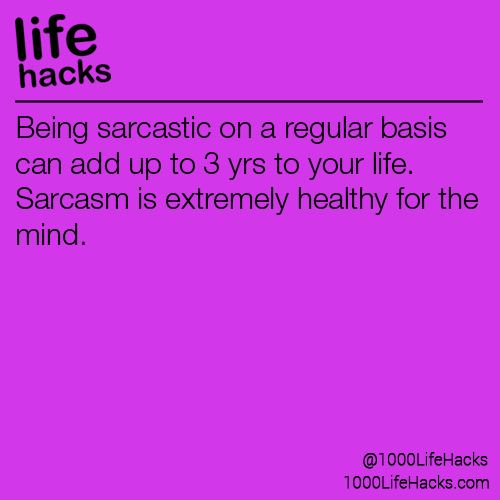 life
hacks
Being sarcastic on a regular basis
can add up to 3 yrs to your life.
Sarcasm is extremely healthy for the
mind.
@1000LifeHacks
1000LifeHacks.com